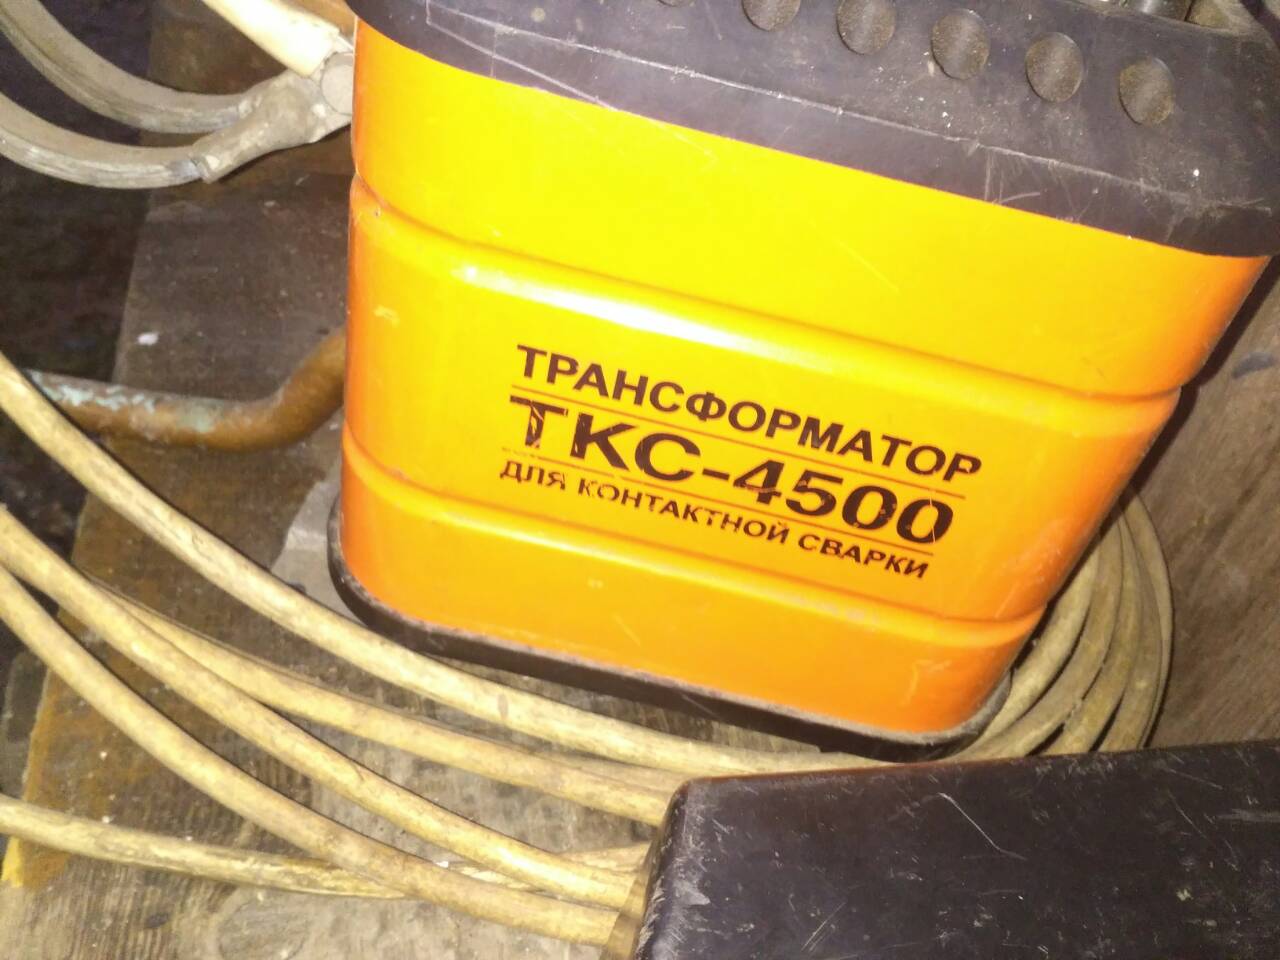 ТРАНСФОРМАТОР
ТКС-4500
ДЛЯ КОНТАКТНОЙ СВАРКИ